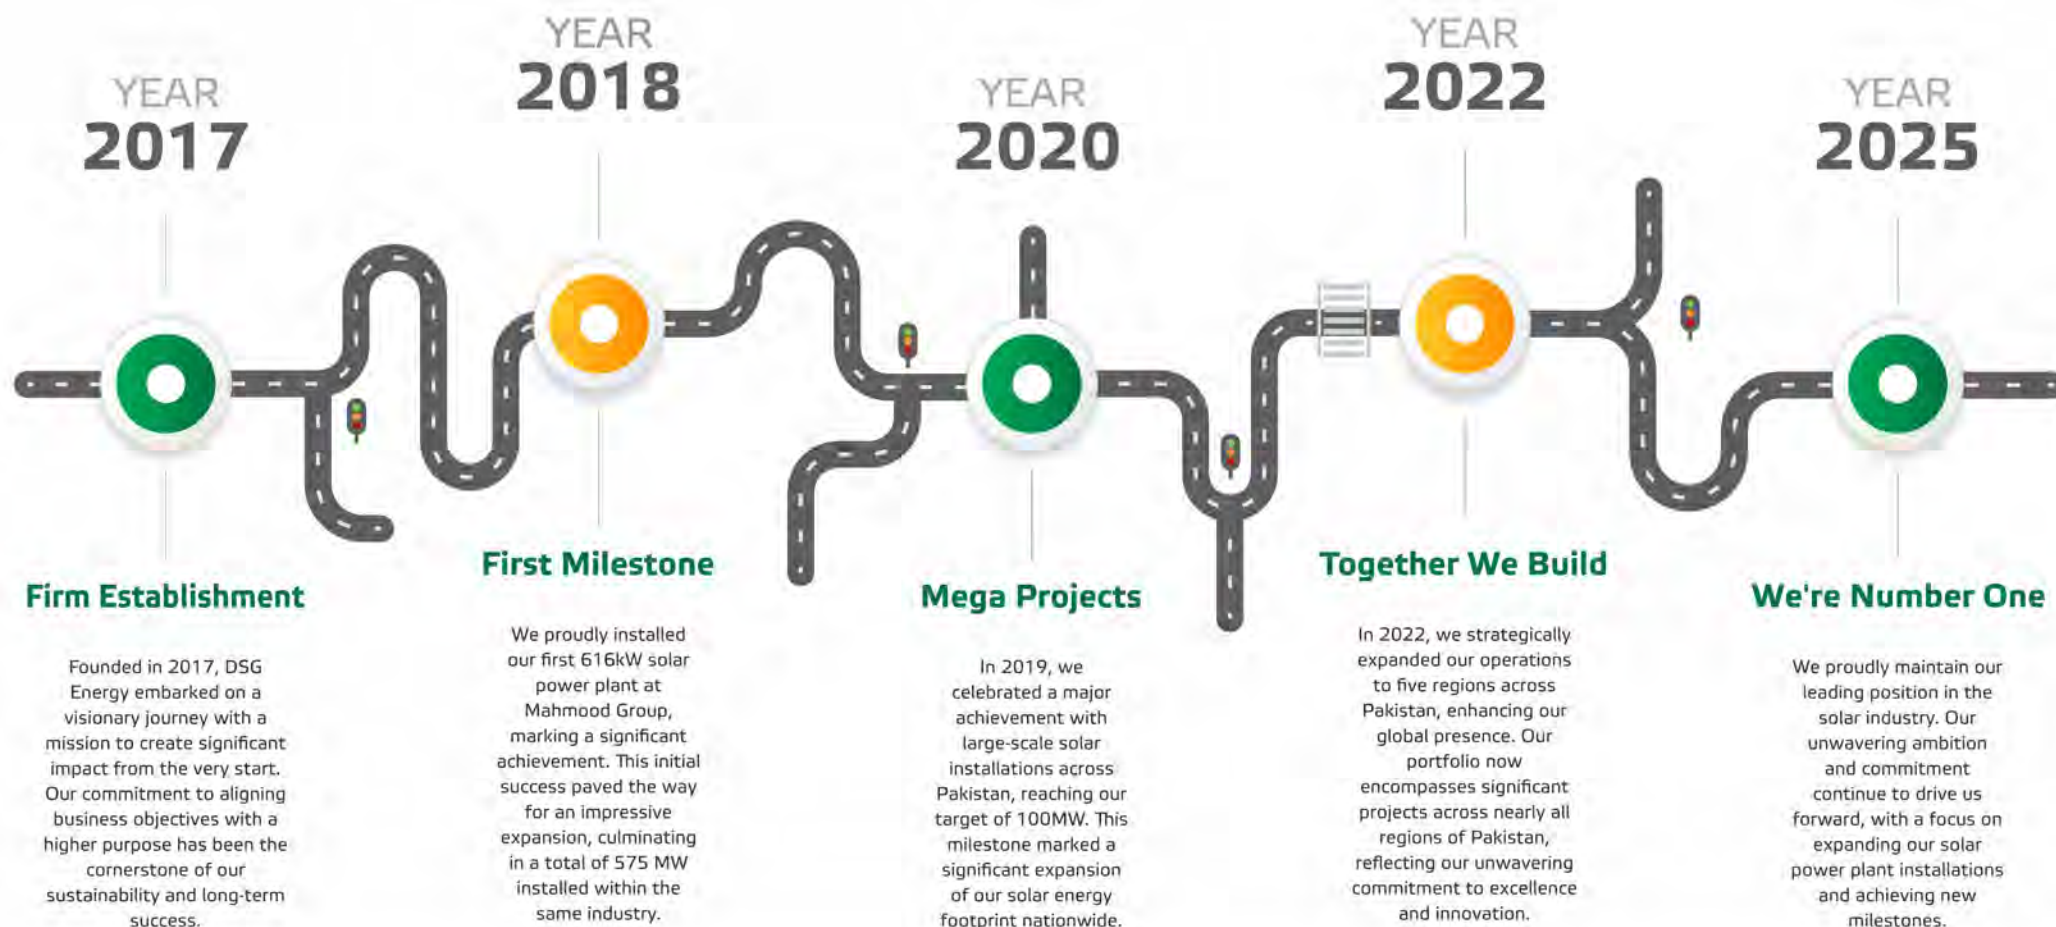 YEAR
2017
Firm Establishment
Founded in 2017, DSG
Energy embarked on a
visionary journey with a
mission to create significant
impact from the very start.
Our commitment to aligning
business objectives with a
higher purpose has been the
cornerstone of our
sustainability and long-term
success.
YEAR
2018
First Milestone
We proudly installed
our first 616kW solar
power plant at
Mahmood Group,
marking a significant
achievement. This initial
success paved the way
for an impressive
expansion, culminating
in a total of 575 MW
installed within the
same industry.
YEAR
2020
Mega Projects
In 2019, we
celebrated a major
achievement with
large-scale solar
installations across
Pakistan, reaching our
target of 100MW. This
milestone marked a
significant expansion
of our solar energy
footprint nationwide.
YEAR
2022
Together We Build
In 2022, we strategically
expanded our operations
to five regions across
Pakistan, enhancing our
global presence. Our
portfolio now
encompasses significant
projects across nearly all
regions of Pakistan,
reflecting our unwavering
commitment to excellence
and innovation.
YEAR
2025
We're Number One
We proudly maintain our
leading position in the
solar industry. Our
unwavering ambition
and commitment
continue to drive us
forward, with a focus on
expanding our solar
power plant installations
and achieving new
milestones.